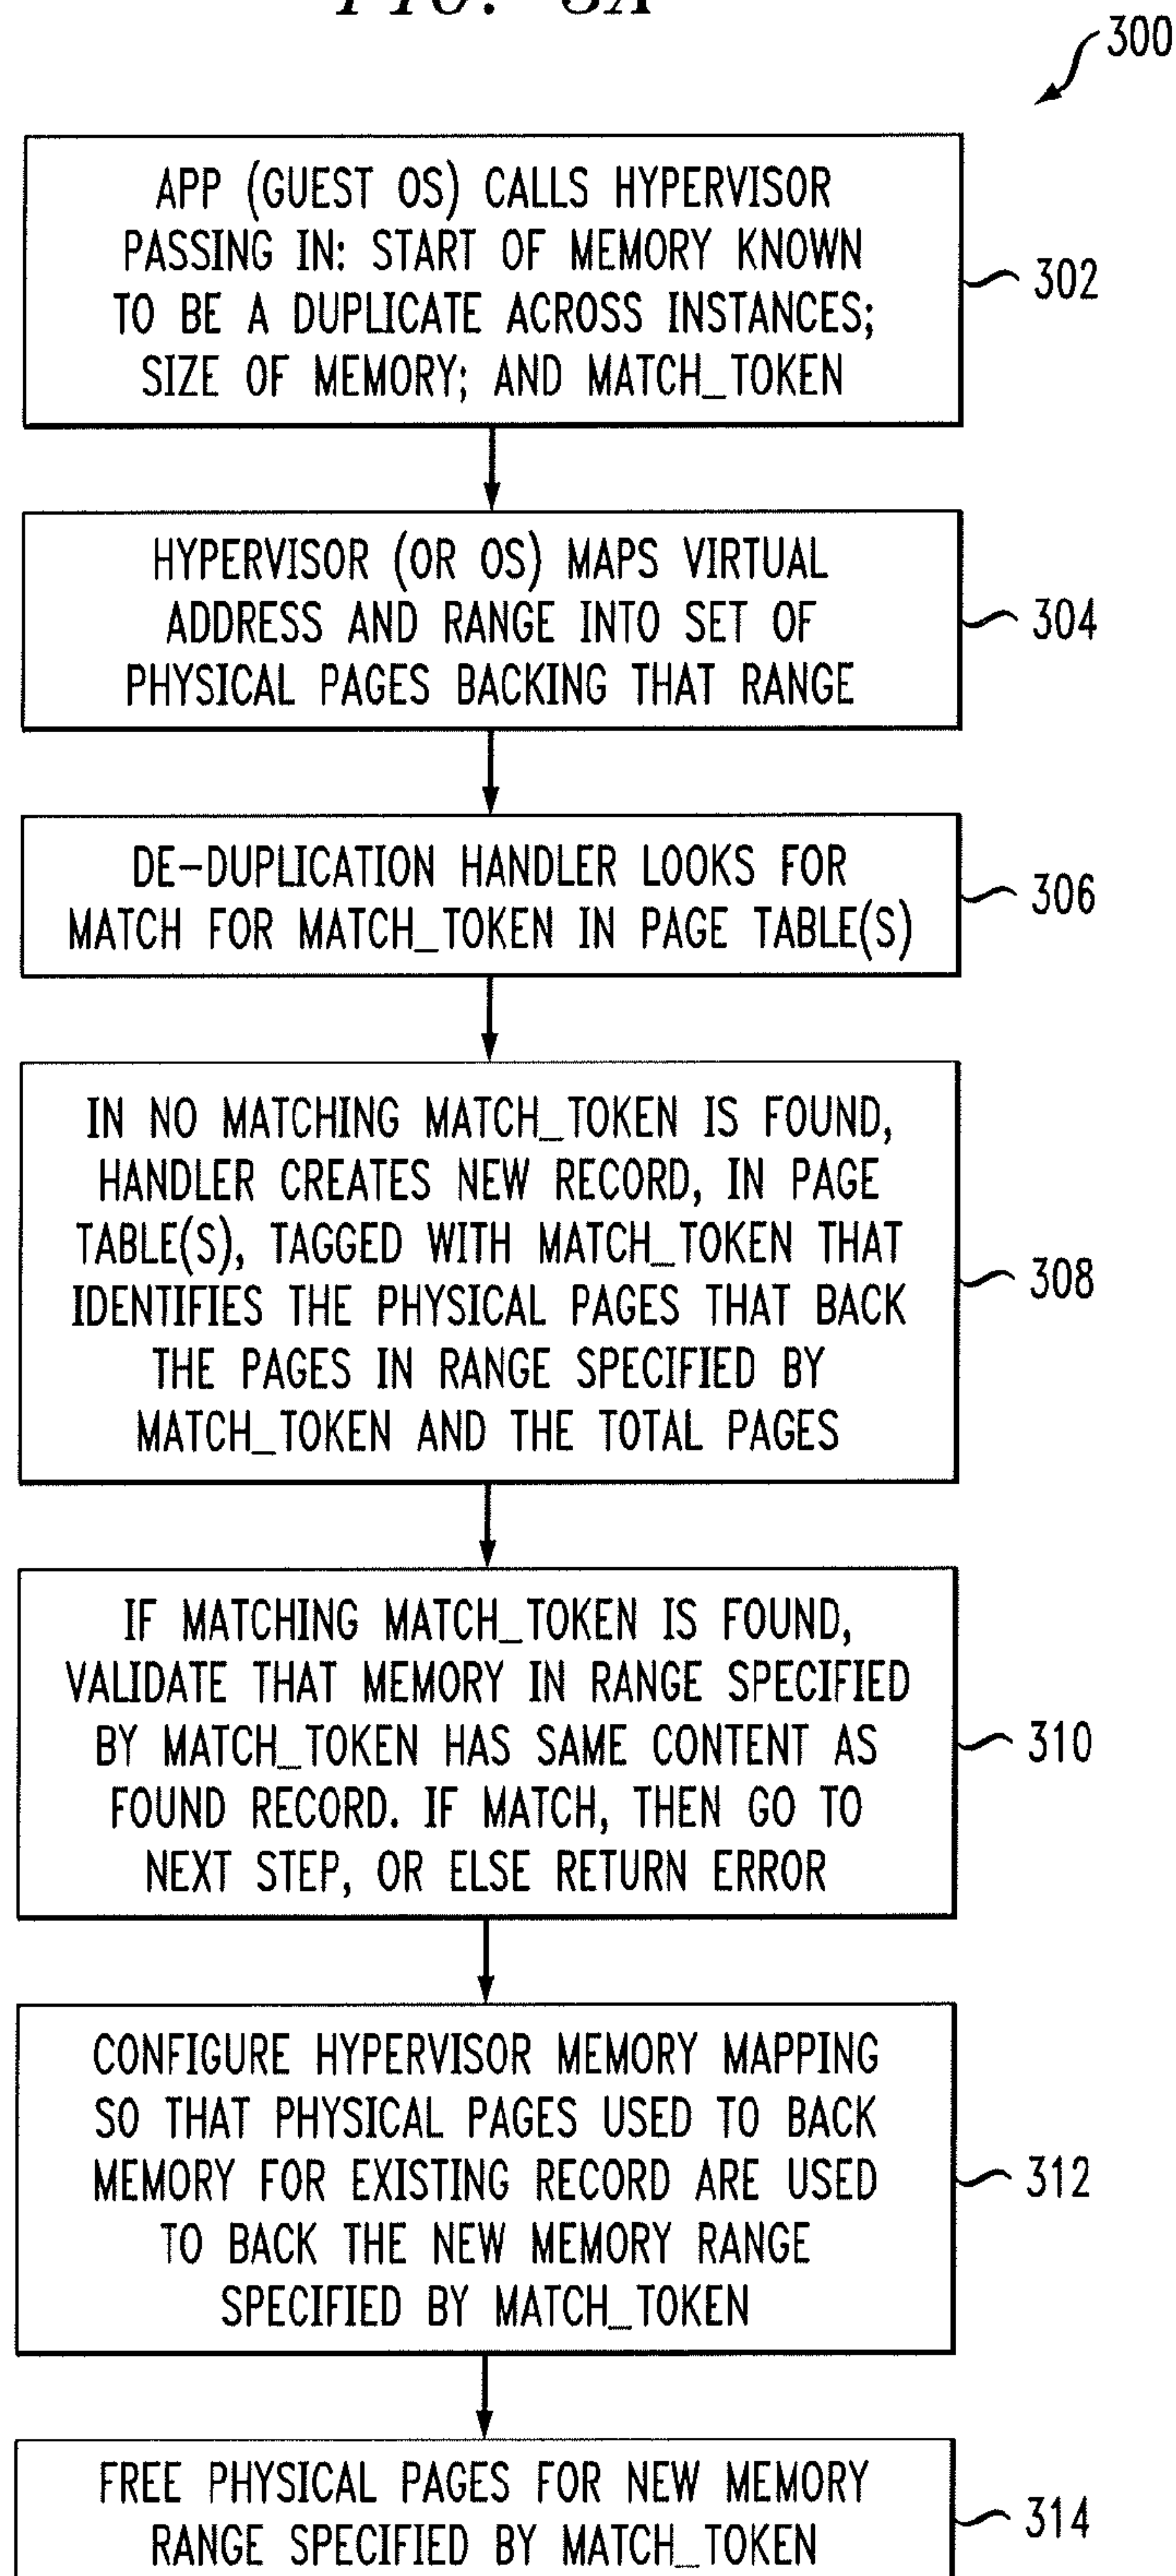 300
APP (GUEST OS) CALLS HYPERVISOR
PASSING IN: START OF MEMORY KNOWN
TO BE A DUPLICATE ACROSS INSTANCES;
SIZE OF MEMORY; AND MATCH_TOKEN
302
HYPERVISOR (OR OS) MAPS VIRTUAL
ADDRESS AND RANGE INTO SET OF
PHYSICAL PAGES BACKING THAT RANGE
304
DE-DUPLICATION HANDLER LOOKS FOR
MATCH FOR MATCH_TOKEN IN PAGE TABLE(S)
306
IN NO MATCHING MATCH_TOKEN IS FOUND,
HANDLER CREATES NEW RECORD, IN PAGE
TABLE(S), TAGGED WITH MATCH_TOKEN THAT
IDENTIFIES THE PHYSICAL PAGES THAT BACK
THE PAGES IN RANGE SPECIFIED BY
MATCH_TOKEN AND THE TOTAL PAGES
308
IF MATCHING MATCH_TOKEN IS FOUND,
VALIDATE THAT MEMORY IN RANGE SPECIFIED
BY MATCH_TOKEN HAS SAME CONTENT AS
FOUND RECORD. IF MATCH, THEN GO TO
NEXT STEP, OR ELSE RETURN ERROR
310
CONFIGURE HYPERVISOR MEMORY MAPPING
SO THAT PHYSICAL PAGES USED TO BACK
MEMORY FOR EXISTING RECORD ARE USED
TO BACK THE NEW MEMORY RANGE
SPECIFIED BY MATCH_TOKEN
312
FREE PHYSICAL PAGES FOR NEW MEMORY
RANGE SPECIFIED BY MATCH_TOKEN
314